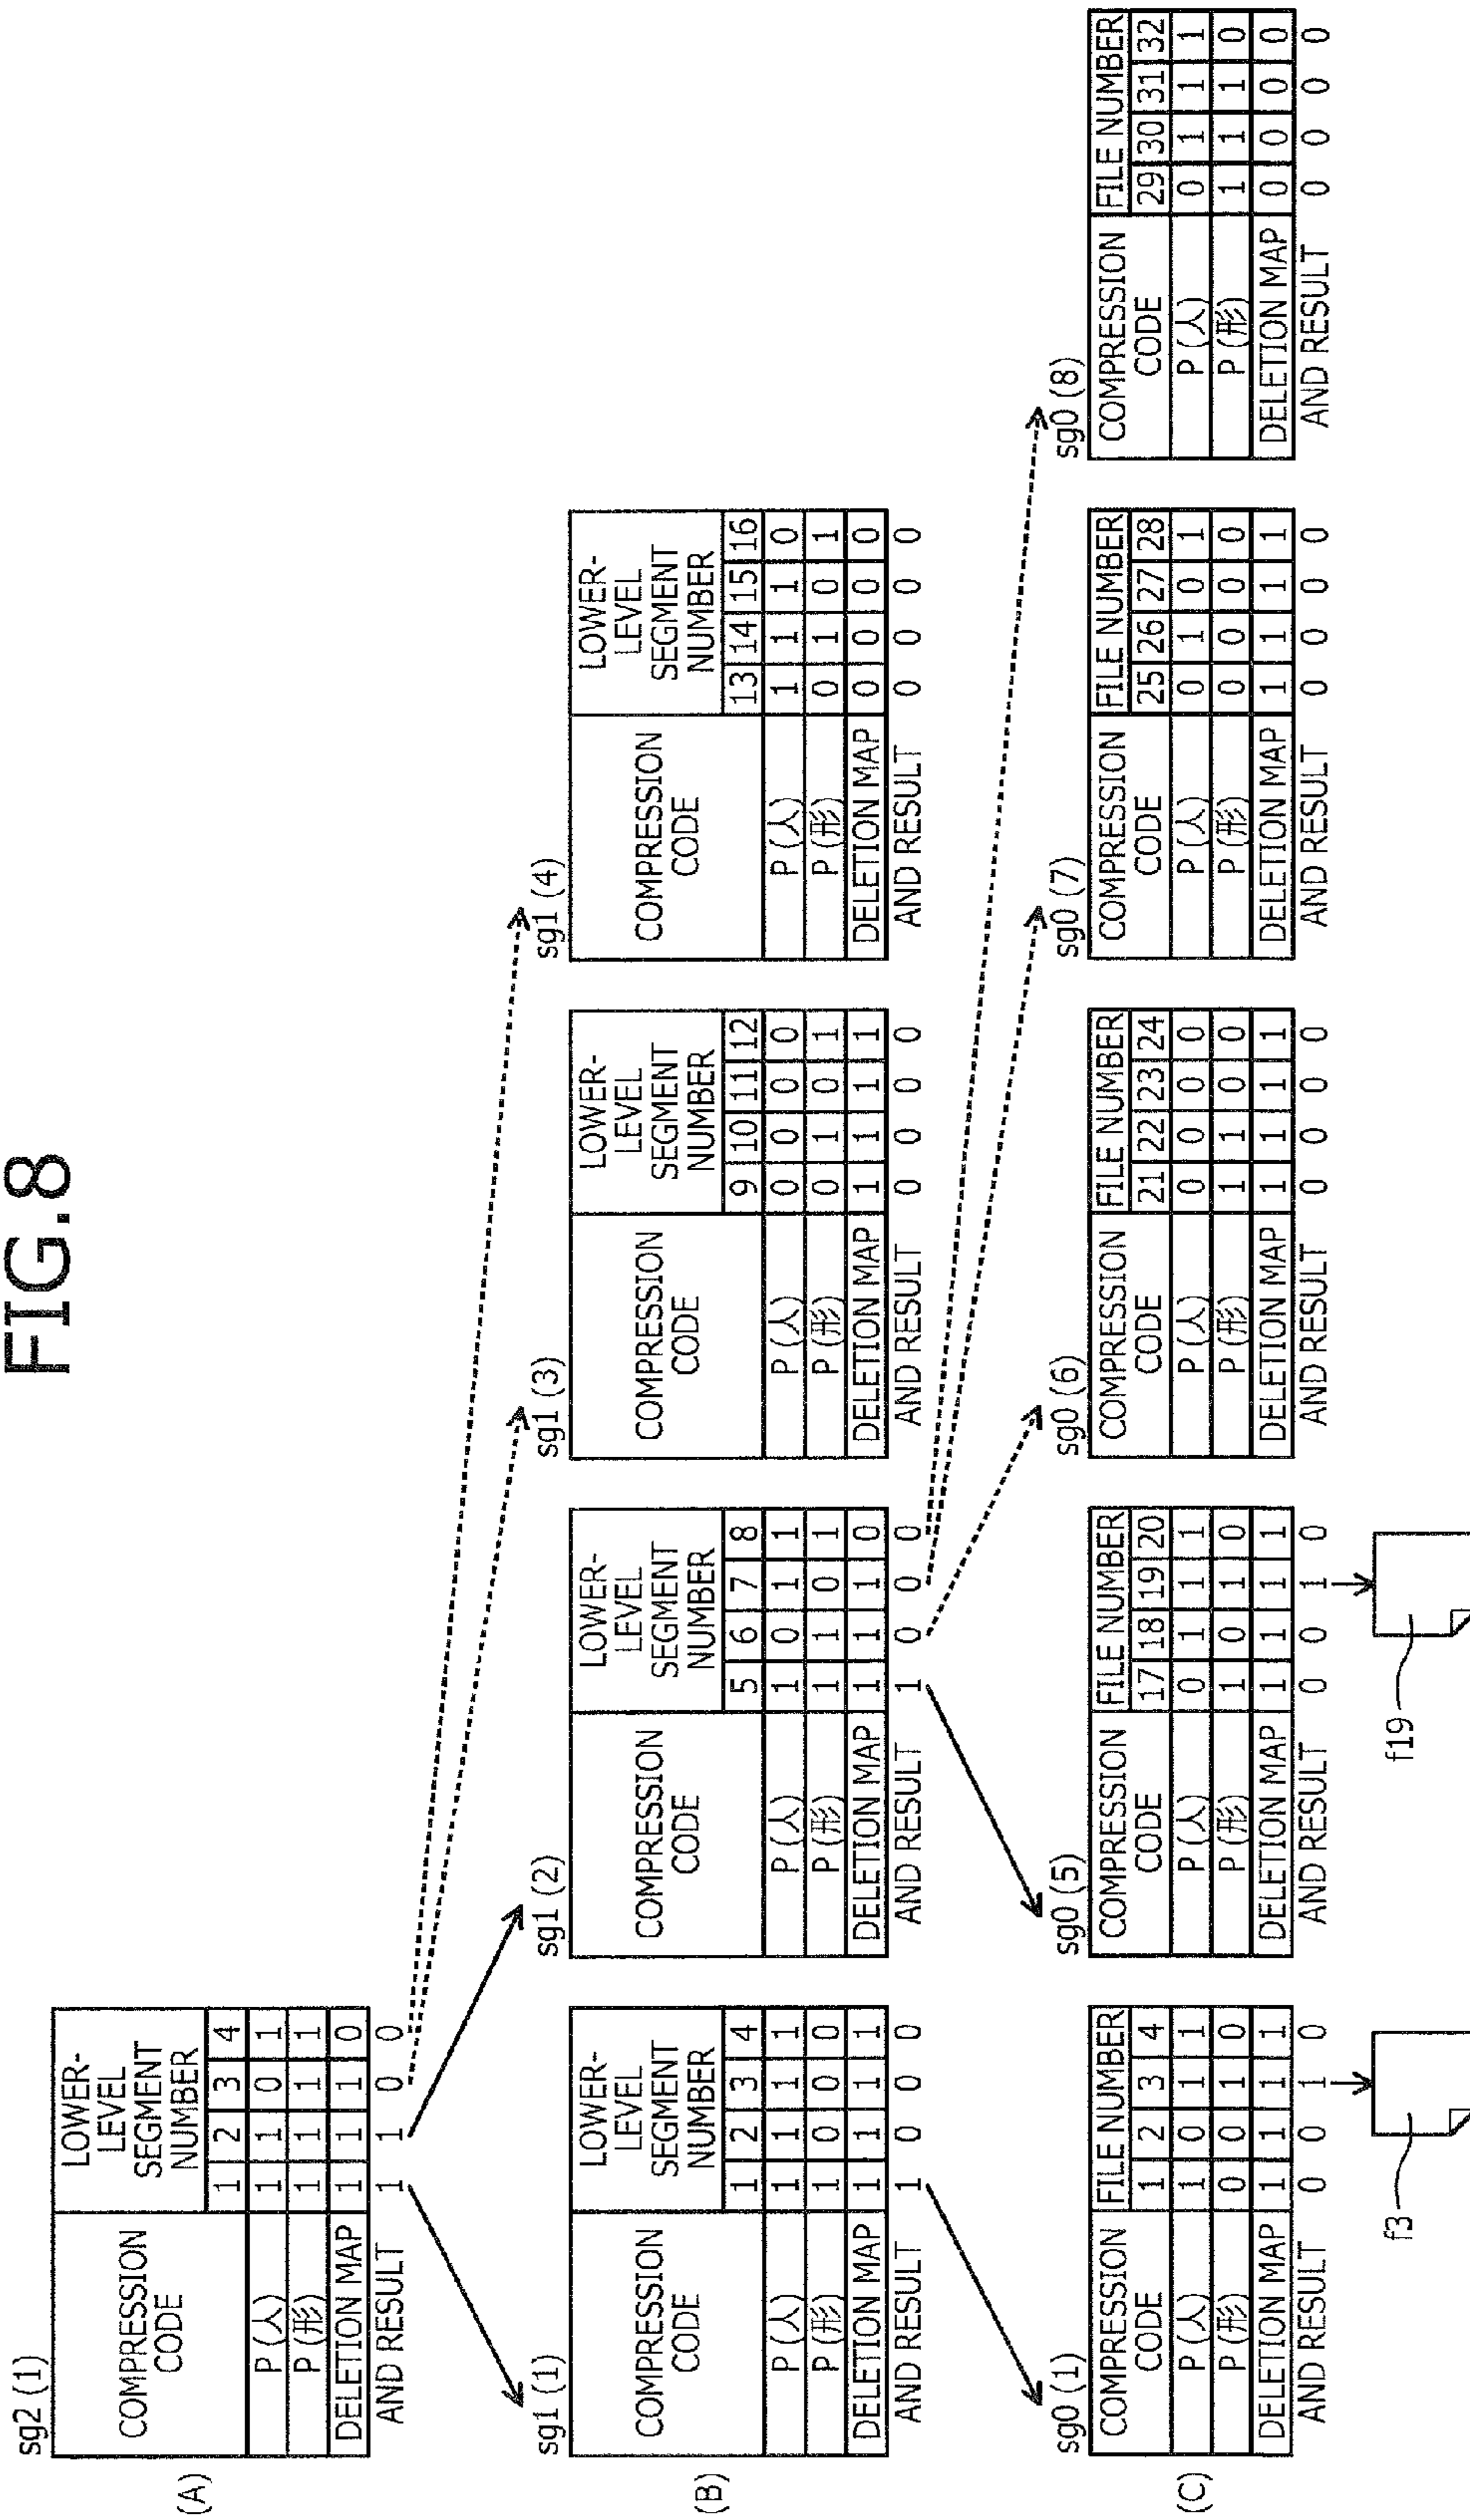 FIG.8
(A)
sg2 (1)
COMPRESSION CODE
LOWER-
LEVEL
SEGMENT
NUMBER
1 2 3 4
P (人) 1 1 0 1
P (形) 1 1 1 1
DELETION MAP 1 1 1 0
AND RESULT 1 1 0 0
(B)
sg1 (1)
COMPRESSION CODE
LOWER-
LEVEL
SEGMENT
NUMBER
1 2 3 4
P (人) 1 1 1 1
P (形) 1 0 0 0
DELETION MAP 1 1 1 1
AND RESULT 1 0 0 0
sg1 (2)
COMPRESSION CODE
LOWER-
LEVEL
SEGMENT
NUMBER
5 6 7 8
P (人) 1 0 1 1
P (形) 1 1 0 1
DELETION MAP 1 1 1 0
AND RESULT 1 0 0 0
sg1 (3)
COMPRESSION CODE
LOWER-
LEVEL
SEGMENT
NUMBER
9 10 11 12
P (人) 0 0 0 0
P (形) 0 1 0 1
DELETION MAP 1 1 1 1
AND RESULT 0 0 0 0
sg1 (4)
COMPRESSION CODE
LOWER-
LEVEL
SEGMENT
NUMBER
13 14 15 16
P (人) 1 1 1 0
P (形) 0 1 0 1
DELETION MAP 0 0 0 0
AND RESULT 0 0 0 0
(C)
sg0 (1)
COMPRESSION CODE
FILE NUMBER
1 2 3 4
P (人) 1 0 1 1
P (形) 0 0 1 0
DELETION MAP 1 1 1 1
AND RESULT 0 0 1 0
f3
sg0 (5)
COMPRESSION CODE
FILE NUMBER
17 18 19 20
P (人) 0 1 1 1
P (形) 1 0 1 0
DELETION MAP 1 1 1 1
AND RESULT 0 0 1 0
f19
sg0 (6)
COMPRESSION CODE
FILE NUMBER
21 22 23 24
P (人) 0 0 0 0
P (形) 1 1 0 0
DELETION MAP 1 1 1 1
AND RESULT 0 0 0 0
sg0 (7)
COMPRESSION CODE
FILE NUMBER
25 26 27 28
P (人) 0 1 0 1
P (形) 0 0 0 0
DELETION MAP 1 1 1 1
AND RESULT 0 0 0 0
sg0 (8)
COMPRESSION CODE
FILE NUMBER
29 30 31 32
P (人) 0 1 1 1
P (形) 1 1 1 0
DELETION MAP 0 0 0 0
AND RESULT 0 0 0 0